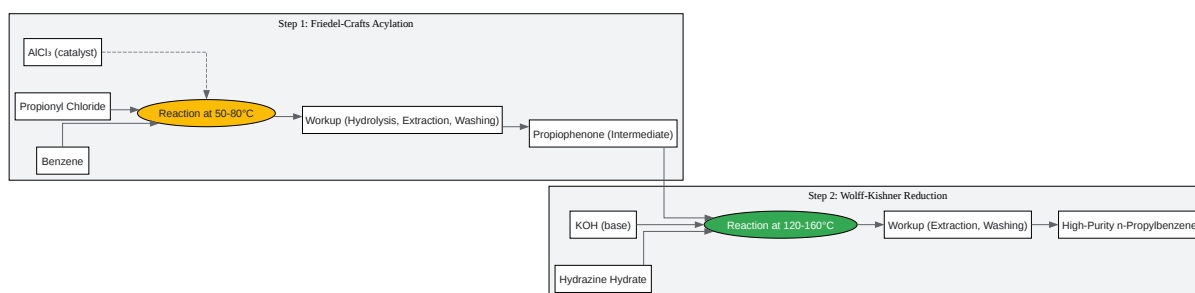 Step 1: Friedel-Crafts Acylation
AlCl₃ (catalyst)
Propionyl Chloride
Reaction at 50-80°C
Workup (Hydrolysis, Extraction, Washing)
Propiophenone (Intermediate)
Benzene
Step 2: Wolff-Kishner Reduction
KOH (base)
Reaction at 120-160°C
Workup (Extraction, Washing)
High-Purity n-Propylbenzene
Hydrazine Hydrate